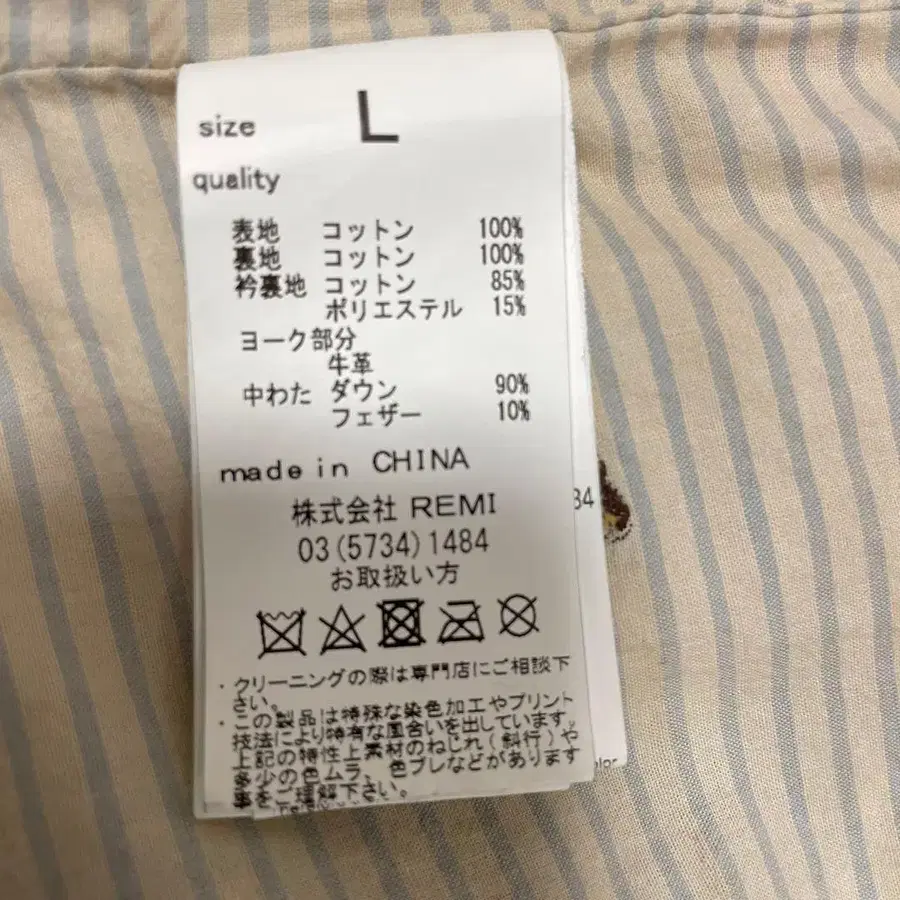 size L
quality
表地 コットン 100%
裏地 コットン 100%
衿裏地 コットン 85%
ポリエステル 15%
ヨーク部分
牛革
中わた ダウン 90%
フェザー 10%
made in CHINA
株式会社 REMI
03(5734)1484
お取扱い方
・クリーニングの際は専門店にご相談下
さい。
・この製品は特殊な染色加工やプリント
技法により特有な風合いを出しています。
上記の特性上素材のねじれ(斜行)や
多少の色ムラ、色ブレなどがあります
ご理解下さい。
34
olor